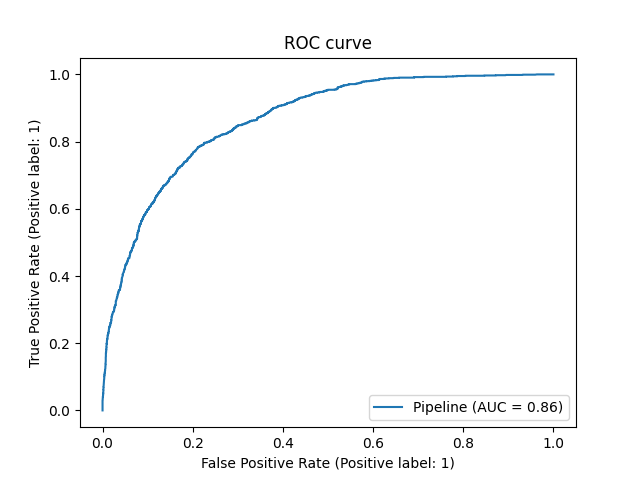 ROC curve
1.0
0.8
0.6
0.4
0.2
0.0
True Positive Rate (Positive label: 1)
Pipeline (AUC = 0.86)
0.0 0.2 0.4 0.6 0.8 1.0
False Positive Rate (Positive label: 1)